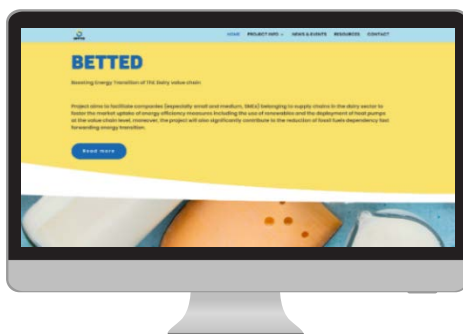 HOME PROJECT INFO NEWS & EVENTS RESOURCES CONTACT
BETTED
Boosting Energy Transition of THE Dairy value chain
Project aims to facilitate companies (especially small and medium, SMEs) belonging to supply chains in the dairy sector to
foster the market uptake of energy efficiency measures including the use of renewables and the deployment of heat pumps
at the value chain level, moreover, the project will also significantly contribute to the reduction of fossil fuels dependency fast
forwarding energy transition.
Read more